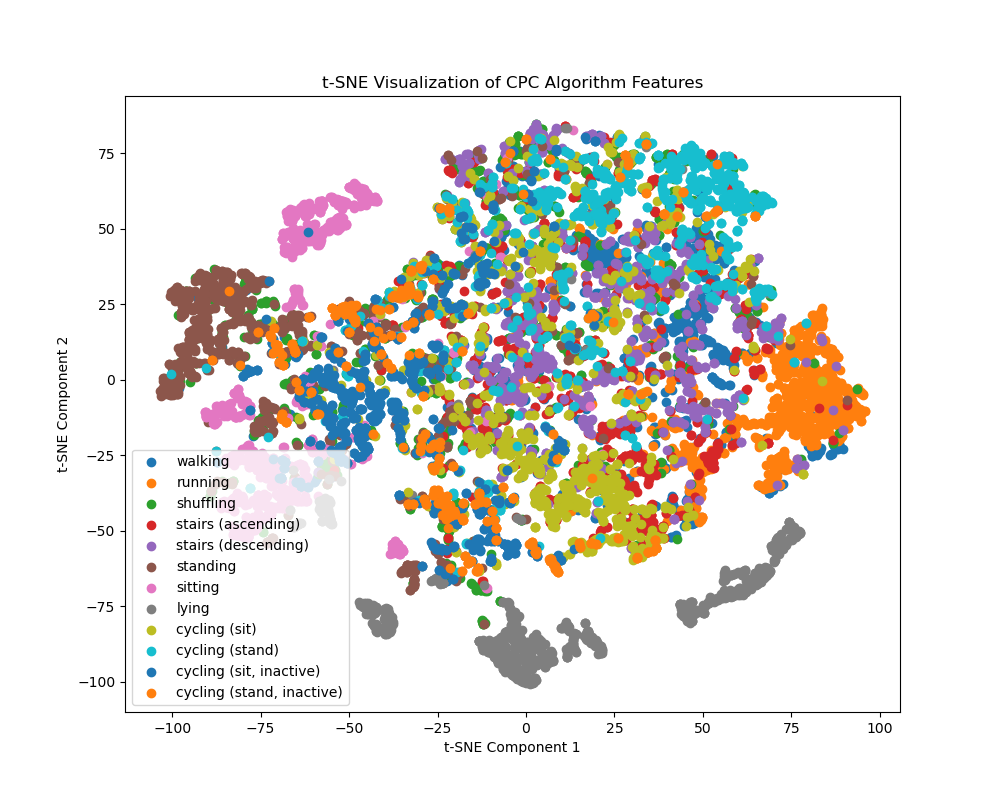 t-SNE Visualization of CPC Algorithm Features
75
50
25
0
−25
−50
−75
−100
t-SNE Component 2
walking
running
shuffling
stairs (ascending)
stairs (descending)
standing
sitting
lying
cycling (sit)
cycling (stand)
cycling (sit, inactive)
cycling (stand, inactive)
−100 −75 −50 −25 0 25 50 75 100
t-SNE Component 1